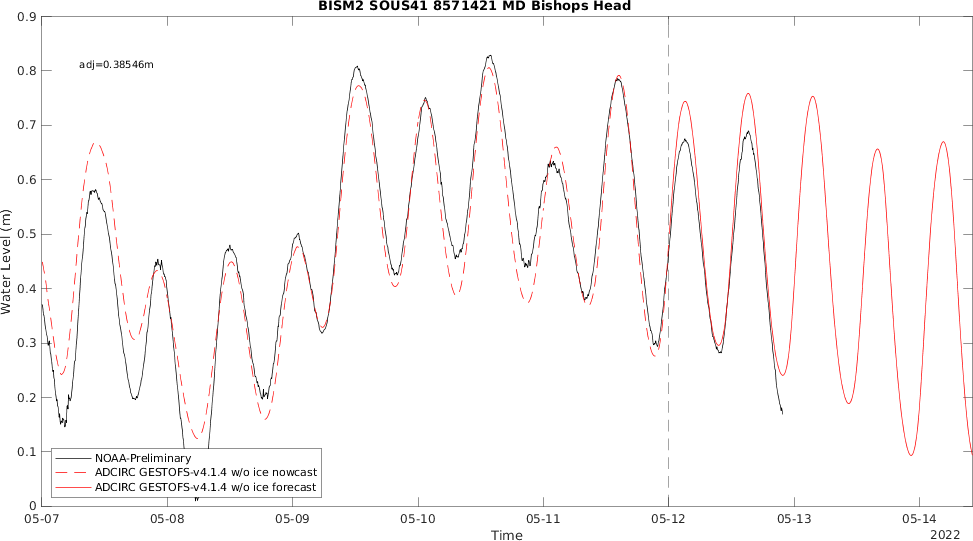 BISM2 SOUS41 8571421 MD Bishops Head
0.9
0.8
0.7
0.6
0.5
0.4
0.3
0.2
0.1
0
Water Level (m)
adj=0.38546m
NOAA-Preliminary
ADCIRC GESTOFS-v4.1.4 w/o ice nowcast
ADCIRC GESTOFS-v4.1.4 w/o ice forecast
05-07 05-08 05-09 05-10 05-11 05-12 05-13 05-14
Time
2022